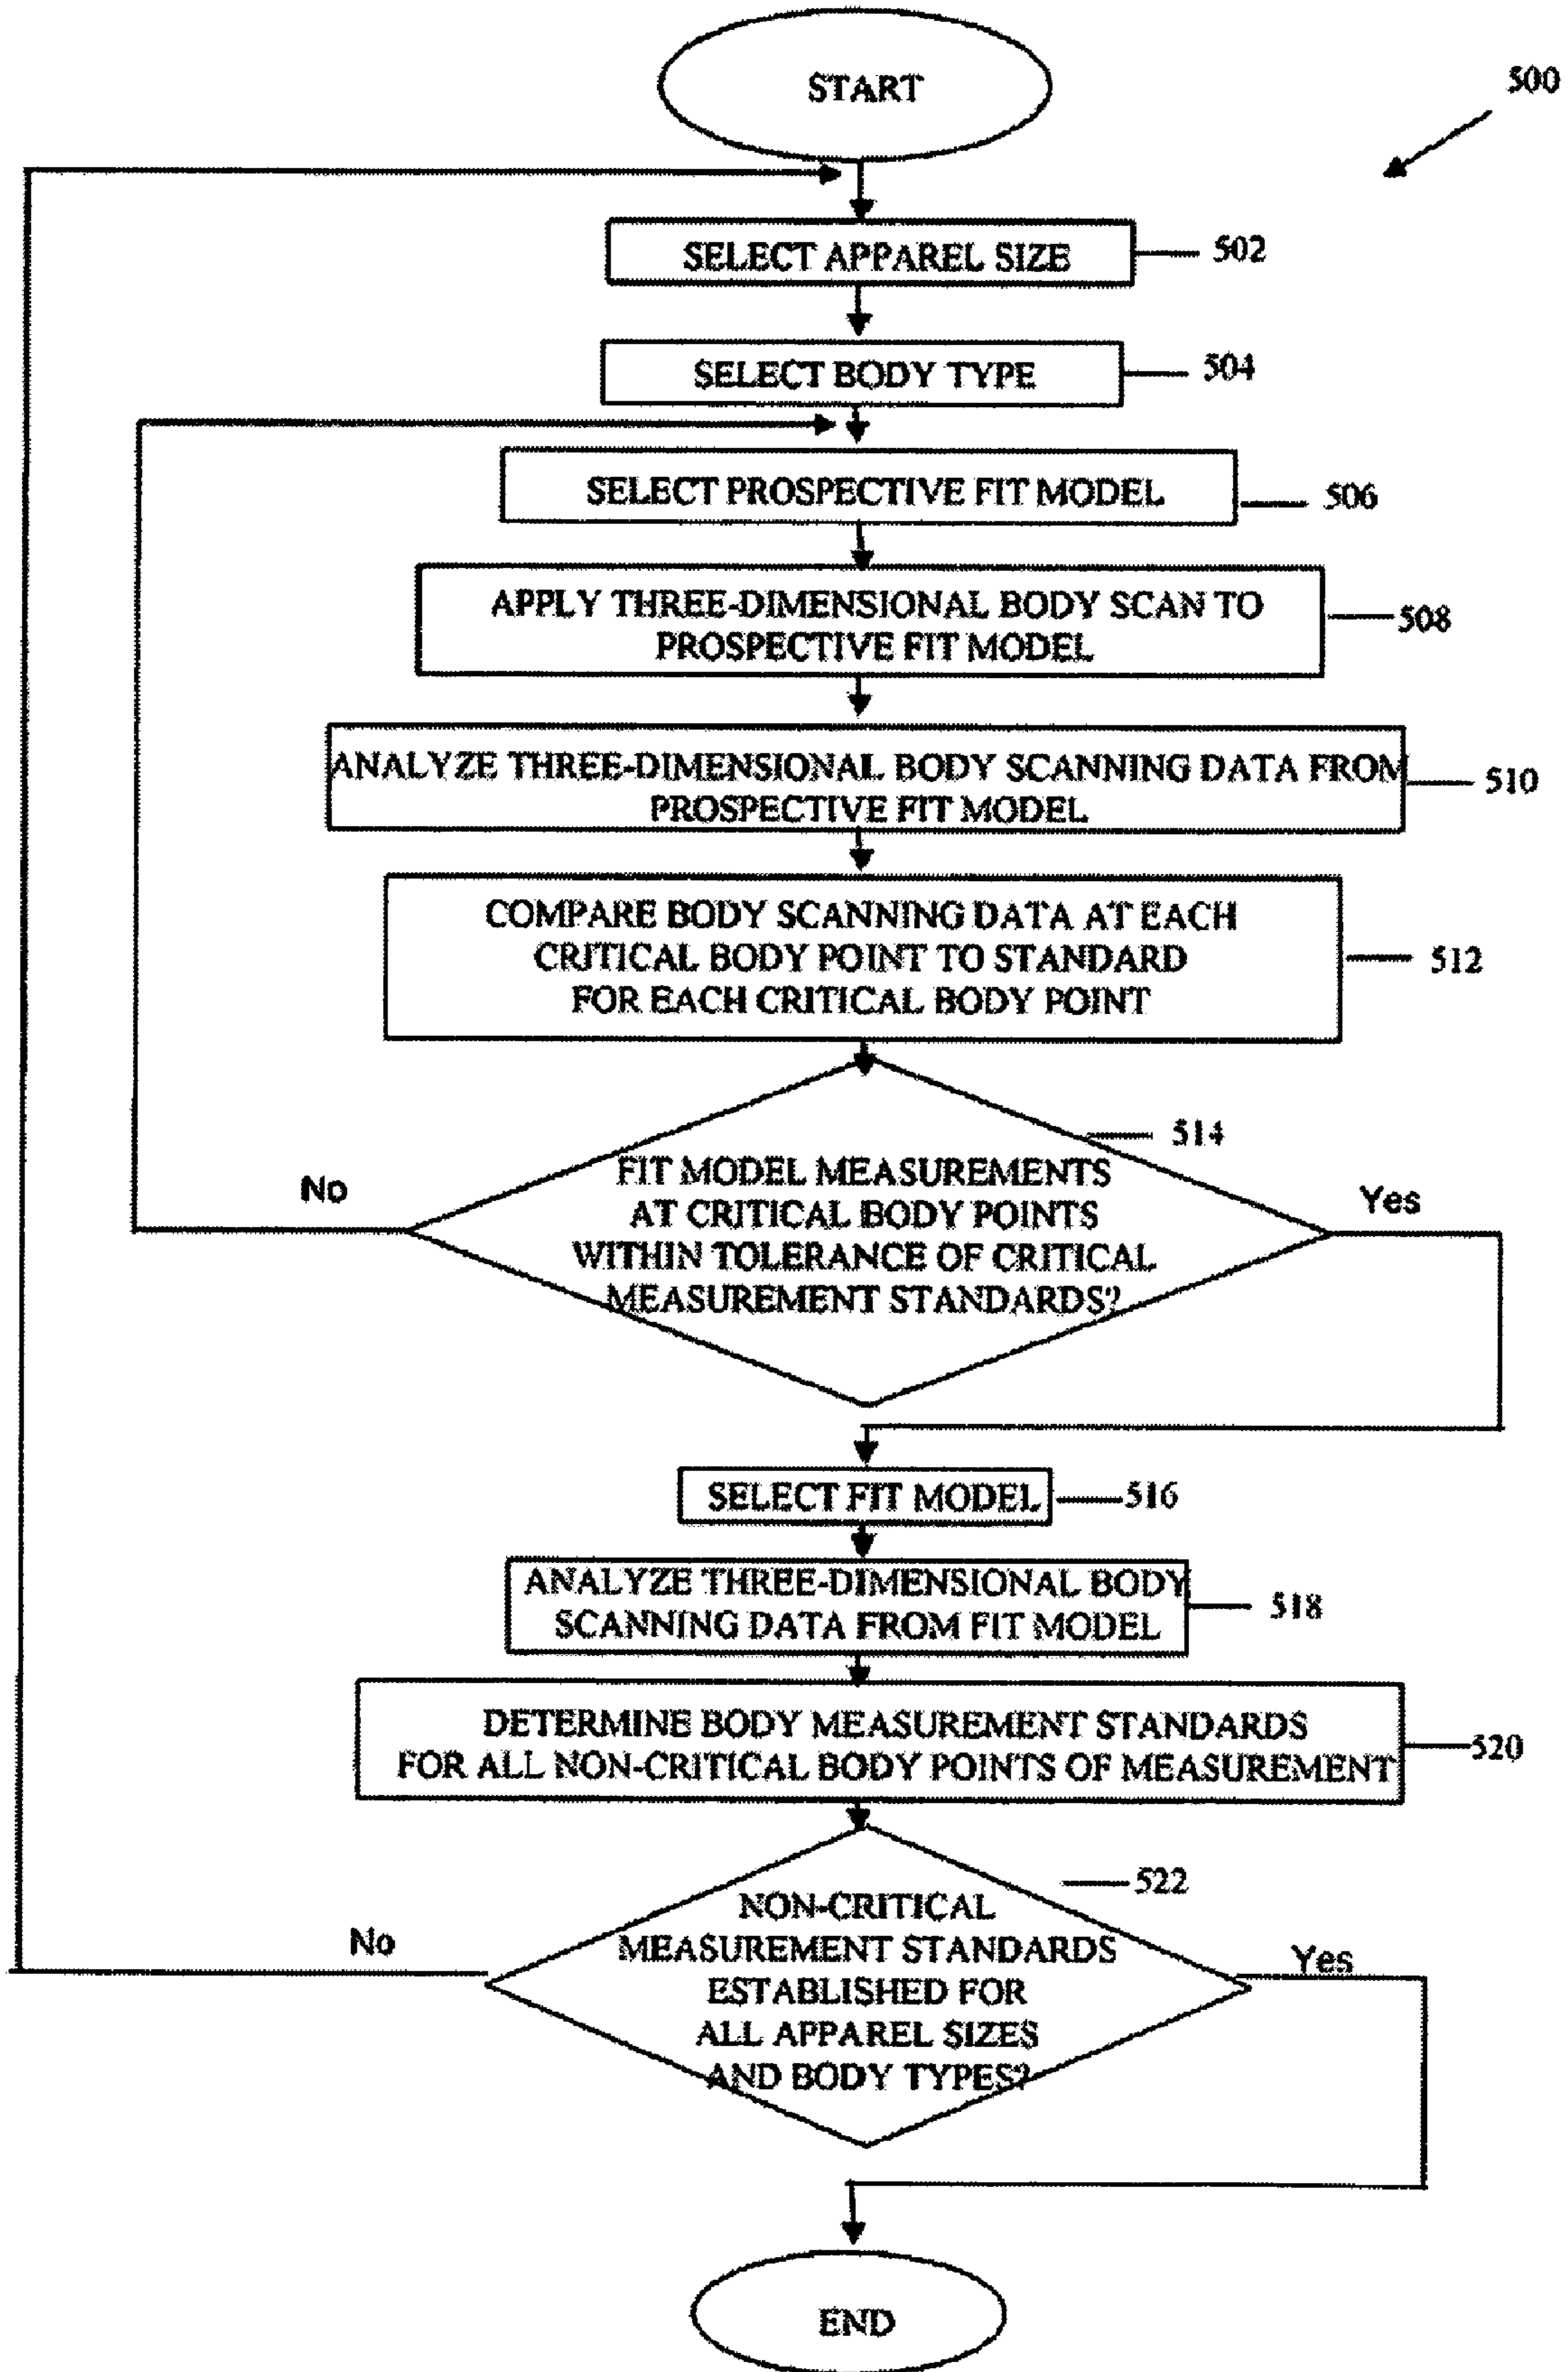 START
500
SELECT APPAREL SIZE
502
SELECT BODY TYPE
504
SELECT PROSPECTIVE FIT MODEL
506
APPLY THREE-DIMENSIONAL BODY SCAN TO
PROSPECTIVE FIT MODEL
508
ANALYZE THREE-DIMENSIONAL BODY SCANNING DATA FROM
PROSPECTIVE FIT MODEL
510
COMPARE BODY SCANNING DATA AT EACH
CRITICAL BODY POINT TO STANDARD
FOR EACH CRITICAL BODY POINT
512
514
FIT MODEL MEASUREMENTS
AT CRITICAL BODY POINTS
WITHIN TOLERANCE OF CRITICAL
MEASUREMENT STANDARDS?
No
Yes
SELECT FIT MODEL
516
ANALYZE THREE-DIMENSIONAL BODY
SCANNING DATA FROM FIT MODEL
518
DETERMINE BODY MEASUREMENT STANDARDS
FOR ALL NON-CRITICAL BODY POINTS OF MEASUREMENT
520
522
NON-CRITICAL
MEASUREMENT STANDARDS
ESTABLISHED FOR
ALL APPAREL SIZES
AND BODY TYPES?
No
Yes
END